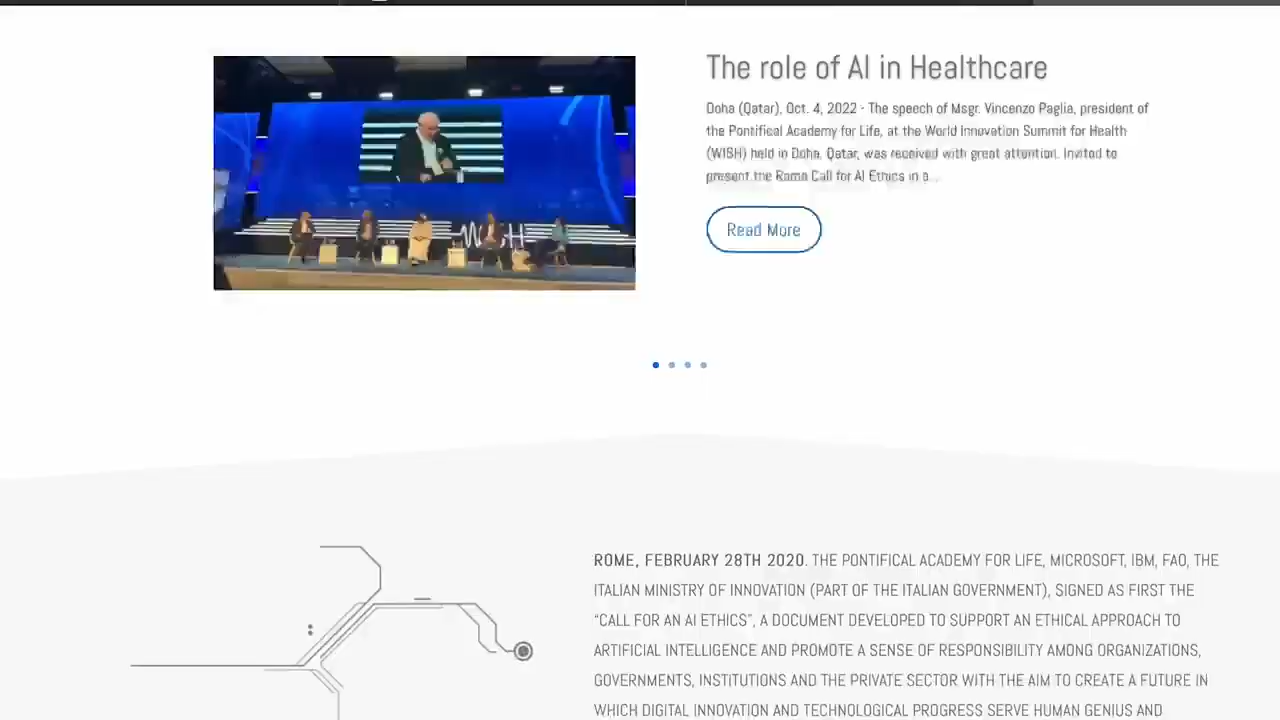 The role of AI in Healthcare
Doha (Qatar), Oct. 4, 2022 - The speech of Msgr. Vincenzo Paglia, president of
the Pontifical Academy for Life, at the World Innovation Summit for Health
(WISH) held in Doha, Qatar, was received with great attention. Invited to
present the Rome Call for AI Ethics in a...
Read More
WISH
ROME, FEBRUARY 28TH 2020. THE PONTIFICAL ACADEMY FOR LIFE, MICROSOFT, IBM, FAO, THE
ITALIAN MINISTRY OF INNOVATION (PART OF THE ITALIAN GOVERNMENT), SIGNED AS FIRST THE
“CALL FOR AN AI ETHICS”, A DOCUMENT DEVELOPED TO SUPPORT AN ETHICAL APPROACH TO
ARTIFICIAL INTELLIGENCE AND PROMOTE A SENSE OF RESPONSIBILITY AMONG ORGANIZATIONS,
GOVERNMENTS, INSTITUTIONS AND THE PRIVATE SECTOR WITH THE AIM TO CREATE A FUTURE IN
WHICH DIGITAL INNOVATION AND TECHNOLOGICAL PROGRESS SERVE HUMAN GENIUS AND